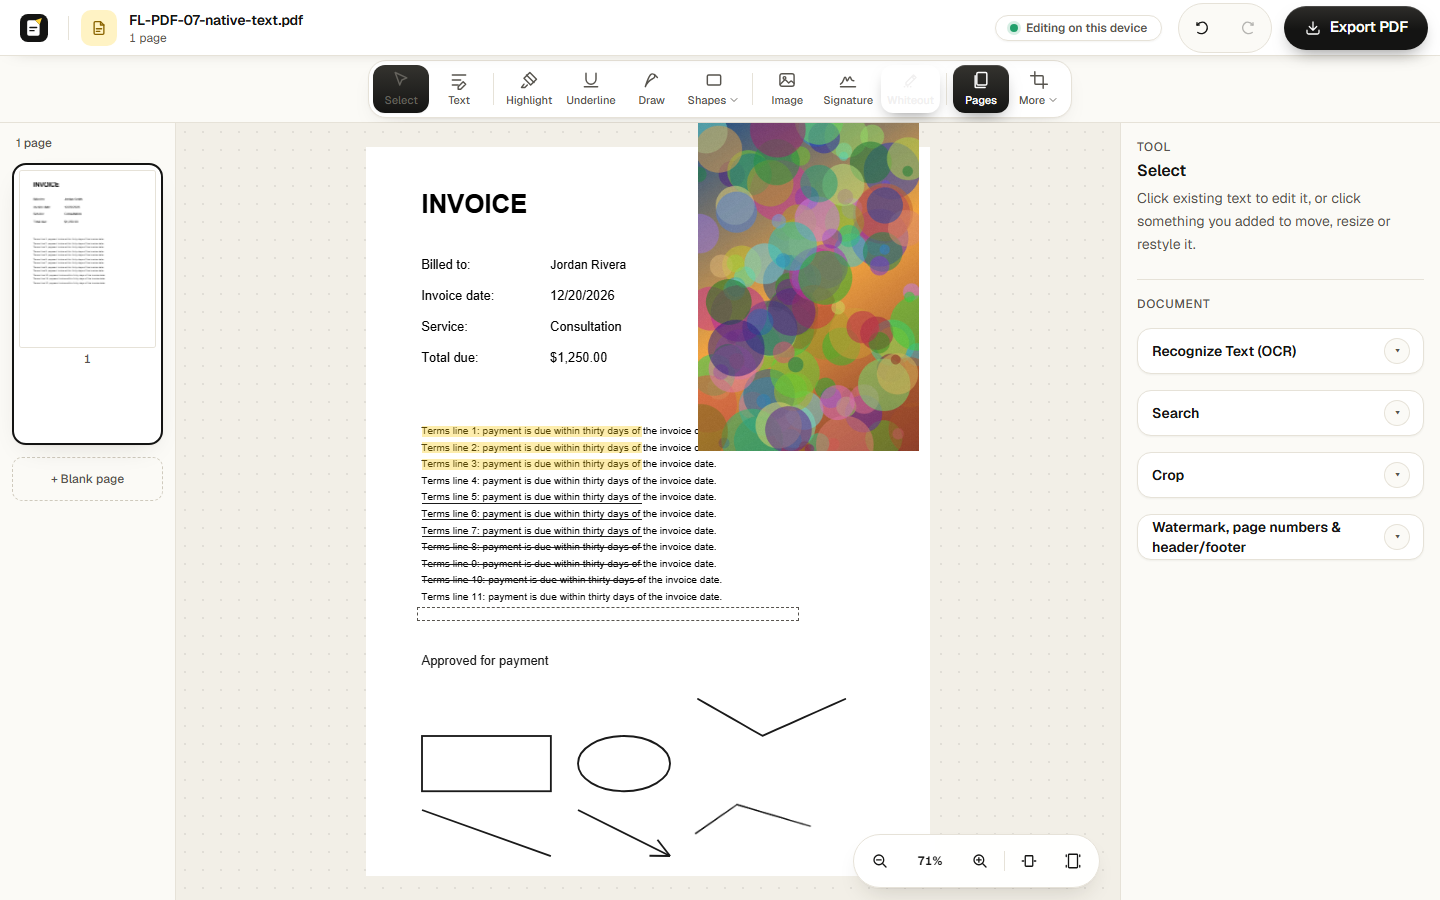 FL-PDF-07-native-text.pdf
1 page
Editing on this device
Export PDF
Select
Text
Highlight
Underline
Draw
Shapes
Image
Signature
Whiteout
Pages
More
1 page
INVOICE
1
+ Blank page
INVOICE
Billed to: Jordan Rivera
Invoice date: 12/20/2026
Service: Consultation
Total due: $1,250.00
Terms line 1: payment is due within thirty days of the invoice
Terms line 2: payment is due within thirty days of the invoice
Terms line 3: payment is due within thirty days of the invoice date.
Terms line 4: payment is due within thirty days of the invoice date.
Terms line 5: payment is due within thirty days of the invoice date.
Terms line 6: payment is due within thirty days of the invoice date.
Terms line 7: payment is due within thirty days of the invoice date.
Terms line 8: payment is due within thirty days of the invoice date.
Terms line 9: payment is due within thirty days of the invoice date.
Terms line 10: payment is due within thirty days of the invoice date.
Terms line 11: payment is due within thirty days of the invoice date.
Approved for payment
71%
TOOL
Select
Click existing text to edit it, or click
something you added to move, resize or
restyle it.
DOCUMENT
Recognize Text (OCR)
Search
Crop
Watermark, page numbers &
header/footer